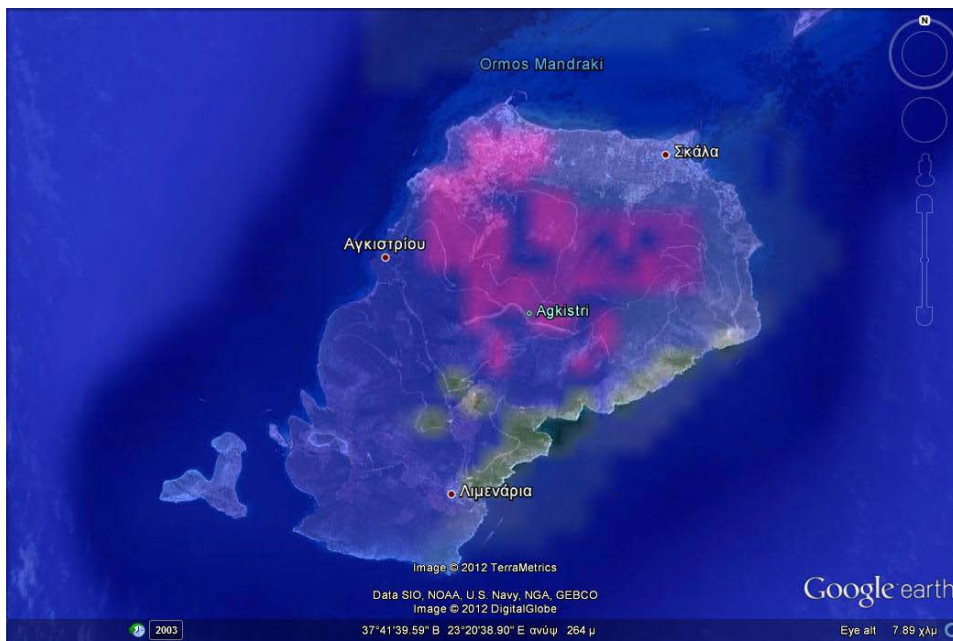 N
Ormos Mandraki
Σκάλα
Αγκιστρίου
Agkistri
Λιμενάρια
Image © 2012 TerraMetrics
Data SIO, NOAA, U.S. Navy, NGA, GEBCO
Image © 2012 DigitalGlobe
Google earth
2003
37°41'39.59" Β 23°20'38.90" Ε ανύψ 264 μ
Eye alt 7.89 χλμ